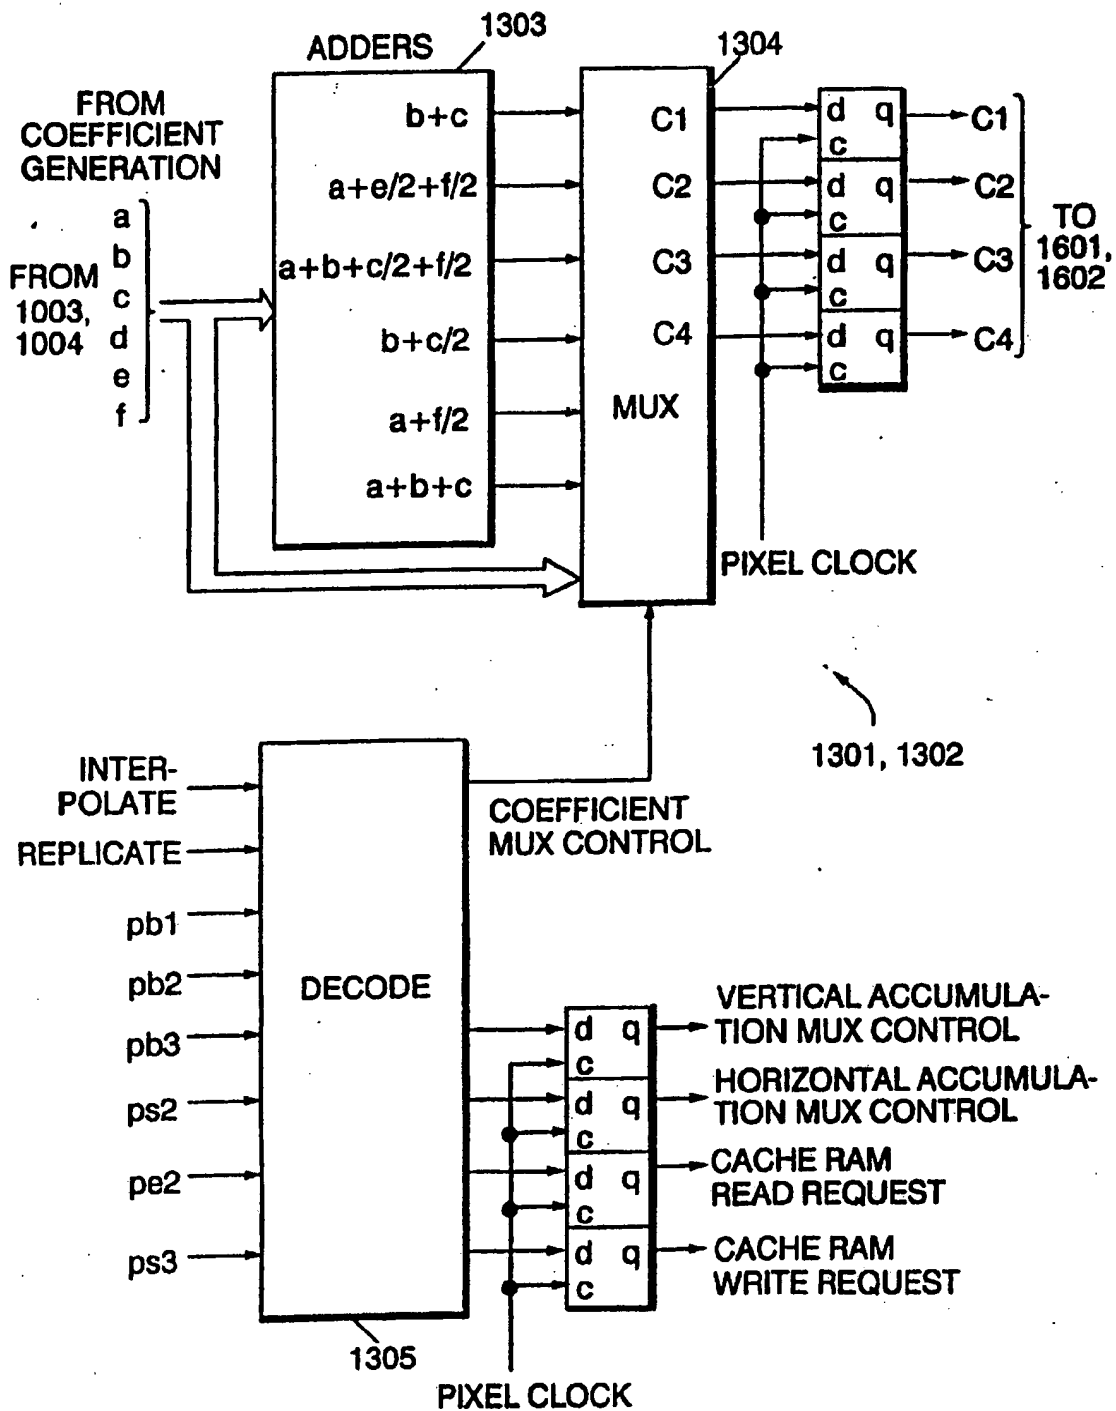 1303
ADDERS
1304
FROM
COEFFICIENT
GENERATION
b+c
C1
d q
C1
c
a
a+e/2+f/2
C2
d q
C2
c
b
TO
1601,
1602
FROM
1003,
1004
a+b+c/2+f/2
C3
d q
C3
c
c
d
b+c/2
C4
d q
C4
c
e
f
a+f/2
MUX
a+b+c
PIXEL CLOCK
1301, 1302
INTER-
POLATE
COEFFICIENT
MUX CONTROL
REPLICATE
pb1
pb2
DECODE
pb3
ps2
pe2
ps3
d q
VERTICAL ACCUMULA-
TION MUX CONTROL
c
d q
HORIZONTAL ACCUMULA-
TION MUX CONTROL
c
d q
CACHE RAM
READ REQUEST
c
d q
CACHE RAM
WRITE REQUEST
c
1305
PIXEL CLOCK